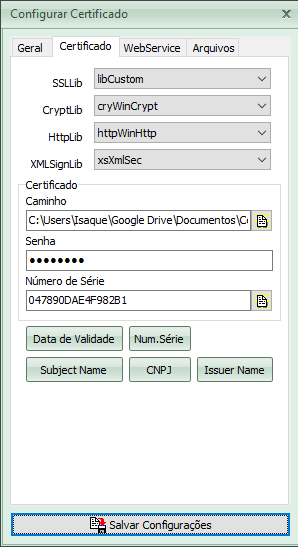 Configurar Certificado
Geral Certificado WebService Arquivos
SSLLib libCustom
CryptLib cryWinCrypt
HttpLib httpWinHttp
XMLSignLib xsXmlSec
Certificado
Caminho
C:\Users\Isaque\Google Drive\Documentos\C
Senha
●●●●●●●●
Número de Série
047890DAE4F982B1
Data de Validade Num.Série
Subject Name CNPJ Issuer Name
Salvar Configurações